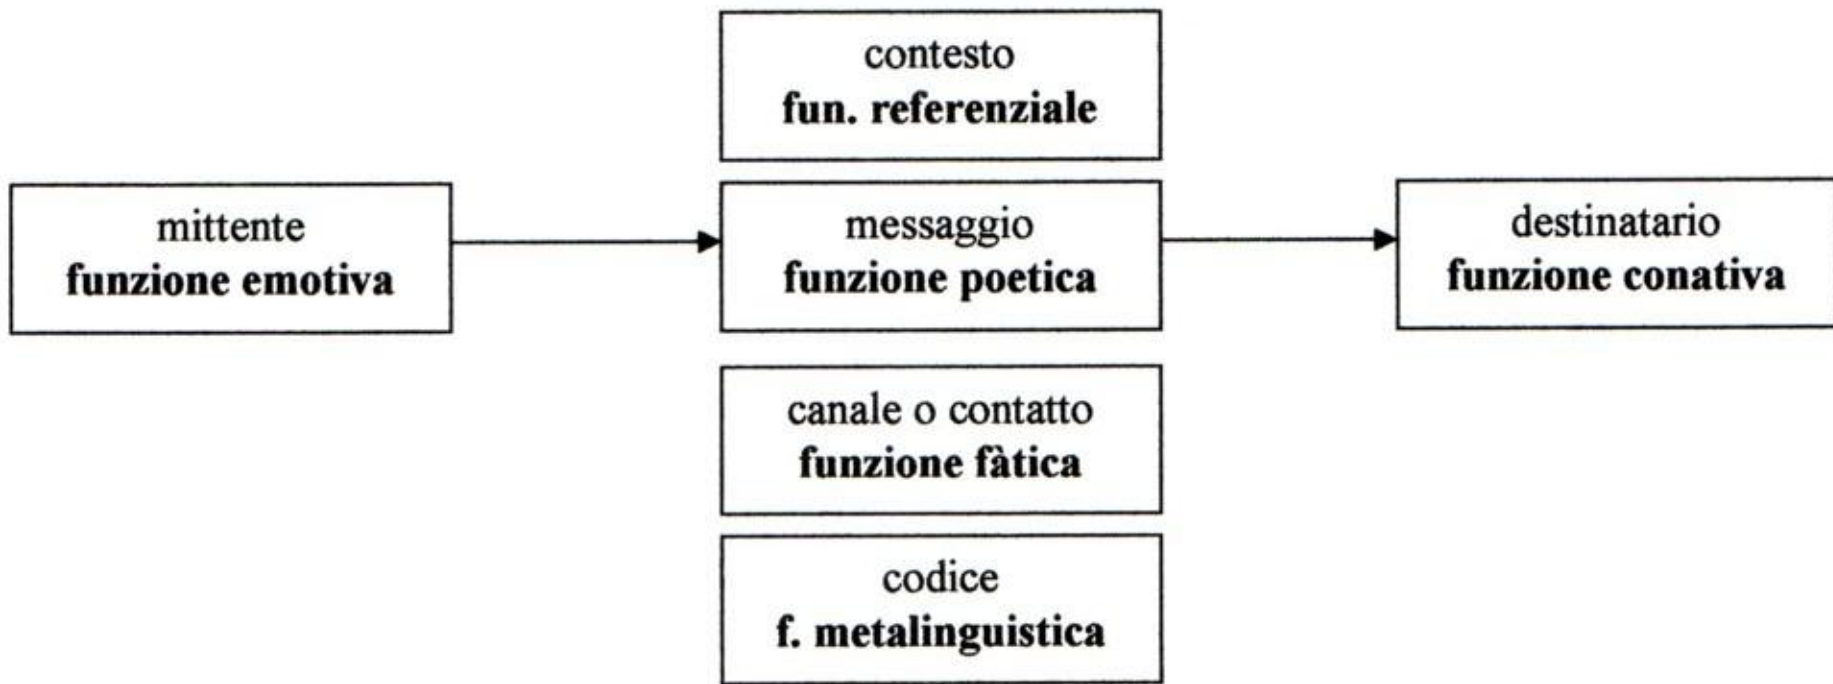 contesto
fun. referenziale
mittente
funzione emotiva
messaggio
funzione poetica
destinatario
funzione conativa
canale o contatto
funzione fàtica
codice
f. metalinguistica